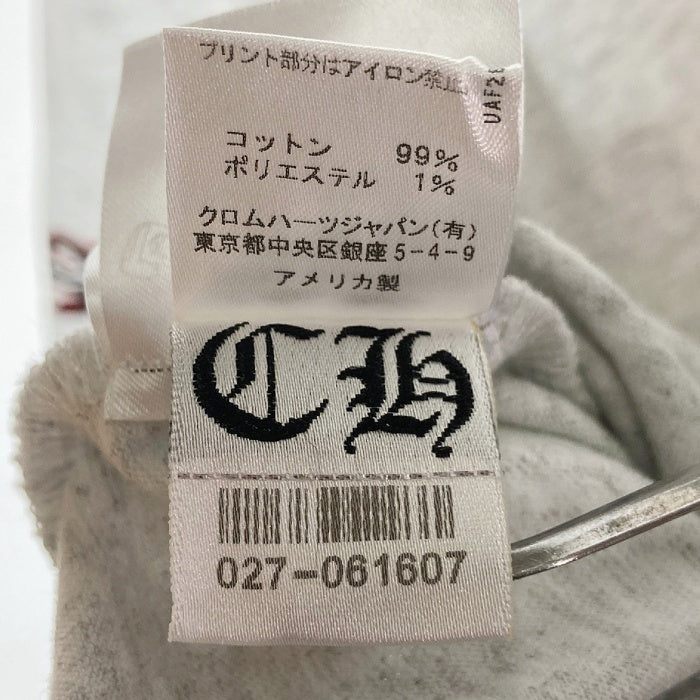 プリント部分はアイロン禁止
コットン 99%
ポリエステル 1%
クロムハーツジャパン(有)
東京都中央区銀座5-4-9
アメリカ製
CH
027-061607